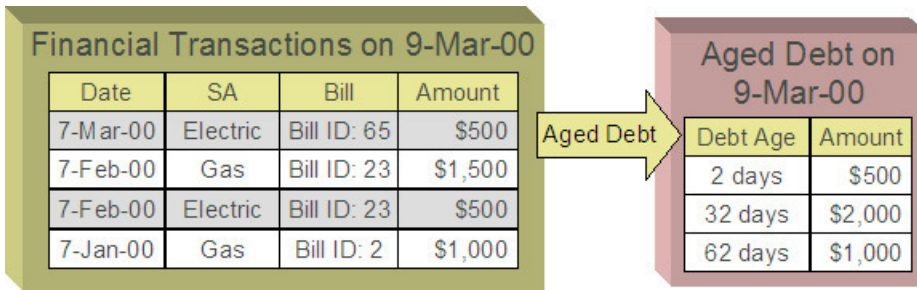 Financial Transactions on 9-Mar-00
Date SA Bill Amount
7-Mar-00 Electric Bill ID: 65 $500
7-Feb-00 Gas Bill ID: 23 $1,500
7-Feb-00 Electric Bill ID: 23 $500
7-Jan-00 Gas Bill ID: 2 $1,000
Aged Debt
Aged Debt on
9-Mar-00
Debt Age Amount
2 days $500
32 days $2,000
62 days $1,000